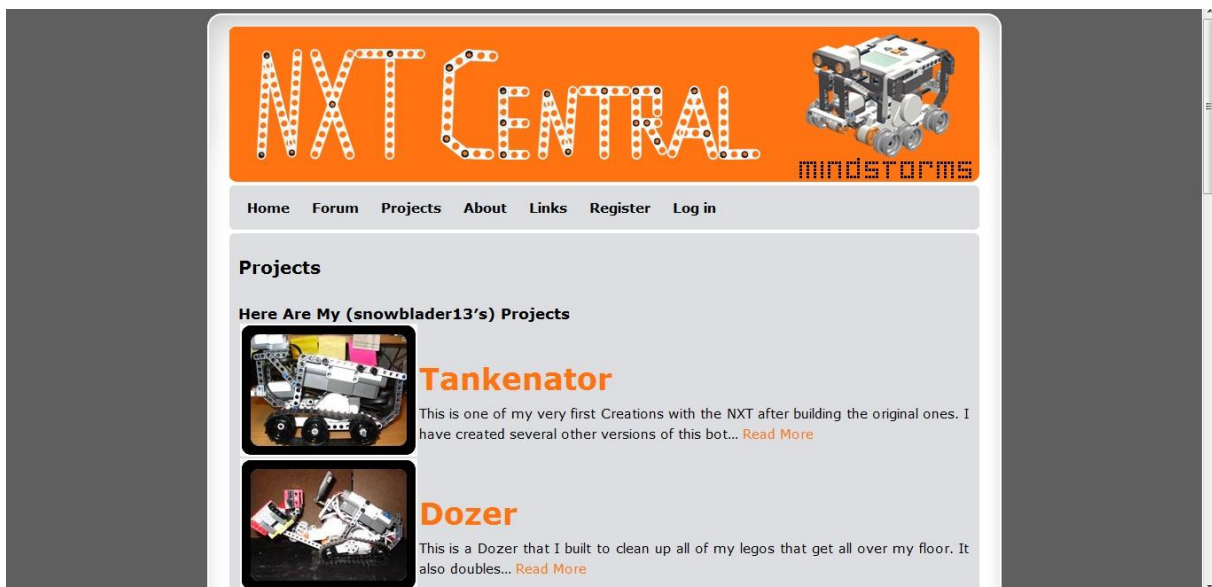 NXT CENTRAL
mindstorms
Home Forum Projects About Links Register Log in
Projects
Here Are My (snowblader13's) Projects
Tankenator
This is one of my very first Creations with the NXT after building the original ones. I
have created several other versions of this bot... Read More
Dozer
This is a Dozer that I built to clean up all of my legos that get all over my floor. It
also doubles... Read More